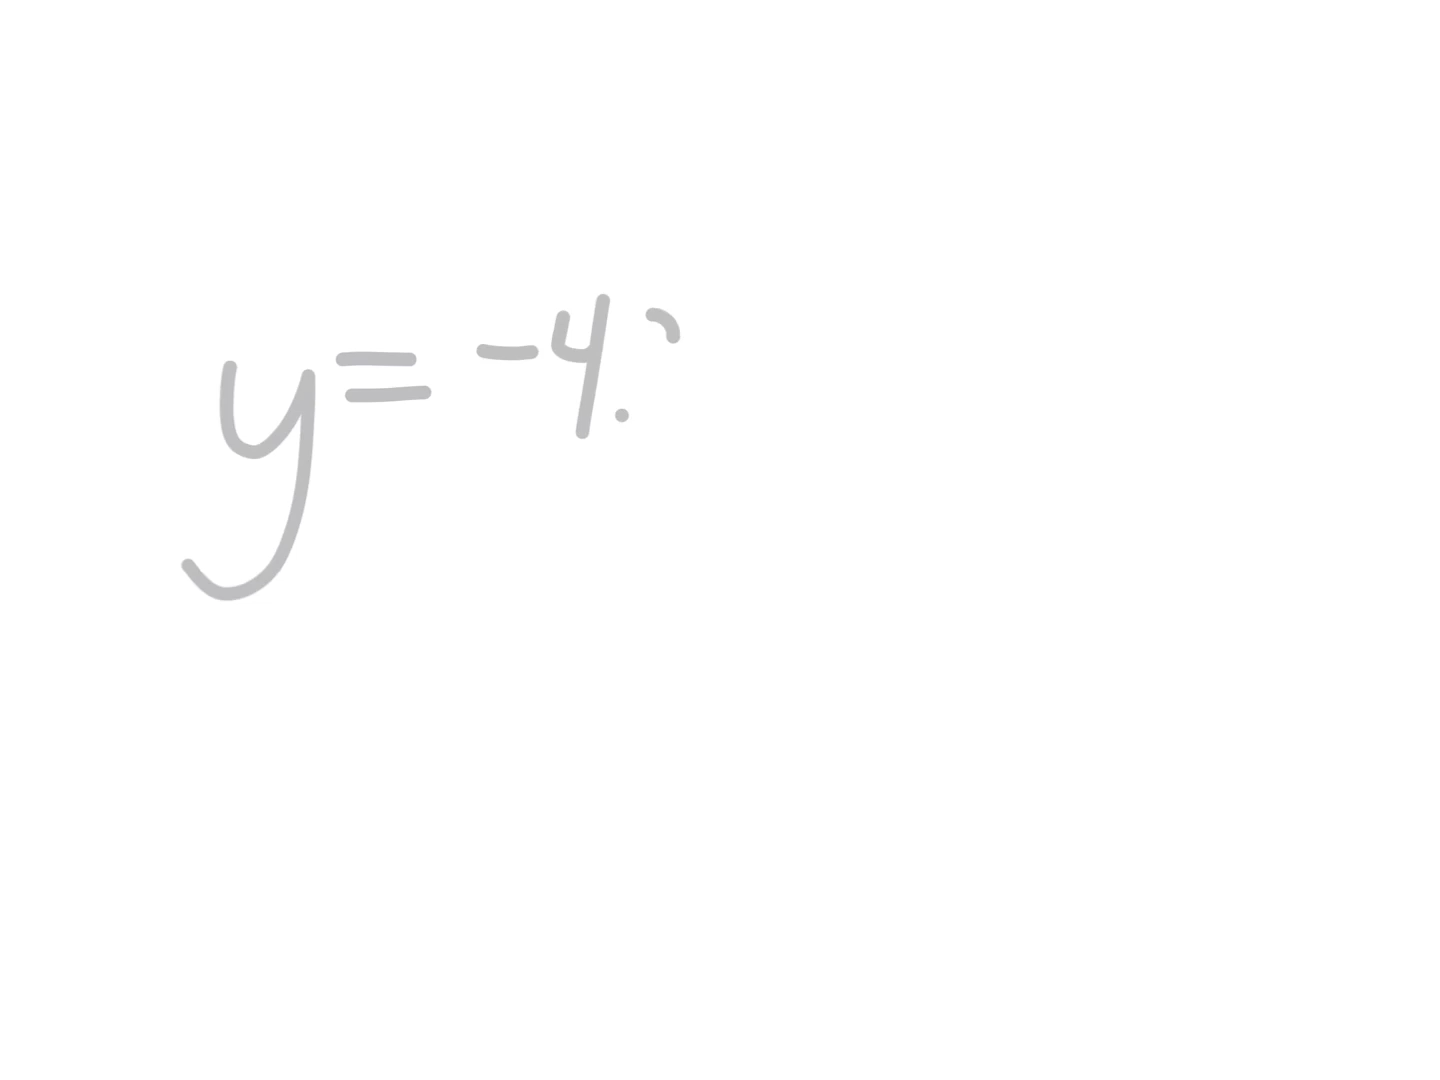 y = -4.